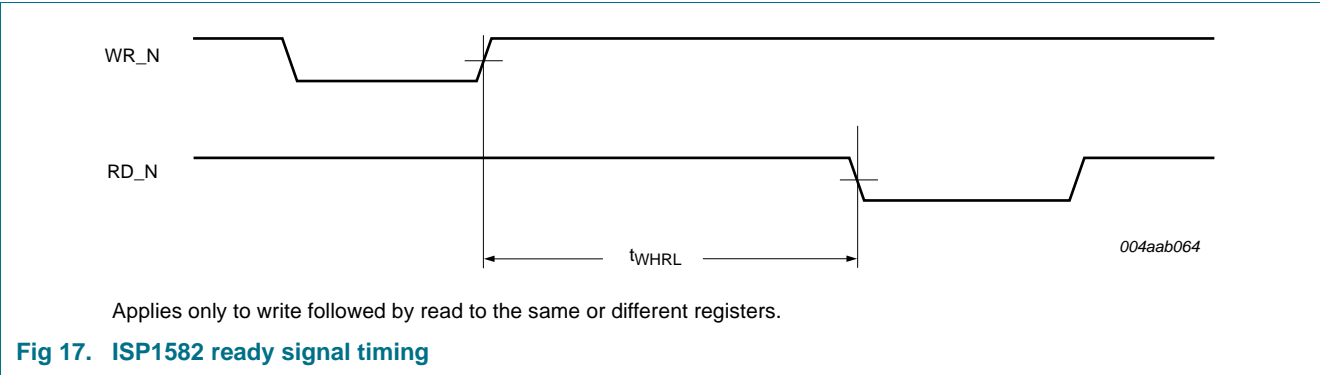 WR_N
RD_N
tWHRL
004aab064
Applies only to write followed by read to the same or different registers.
Fig 17. ISP1582 ready signal timing